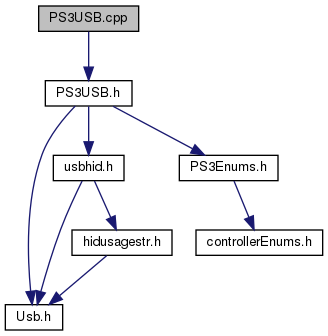 PS3USB.cpp
PS3USB.h
usbhid.h
PS3Enums.h
hidusagestr.h
controllerEnums.h
Usb.h